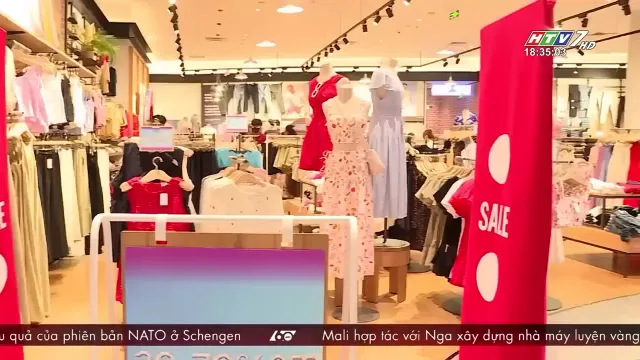 HTV7 HD
18:35:03
SALE
quả của phiên bản NATO ở Schengen
60
Mali hợp tác với Nga xây dựng nhà máy luyện vàng